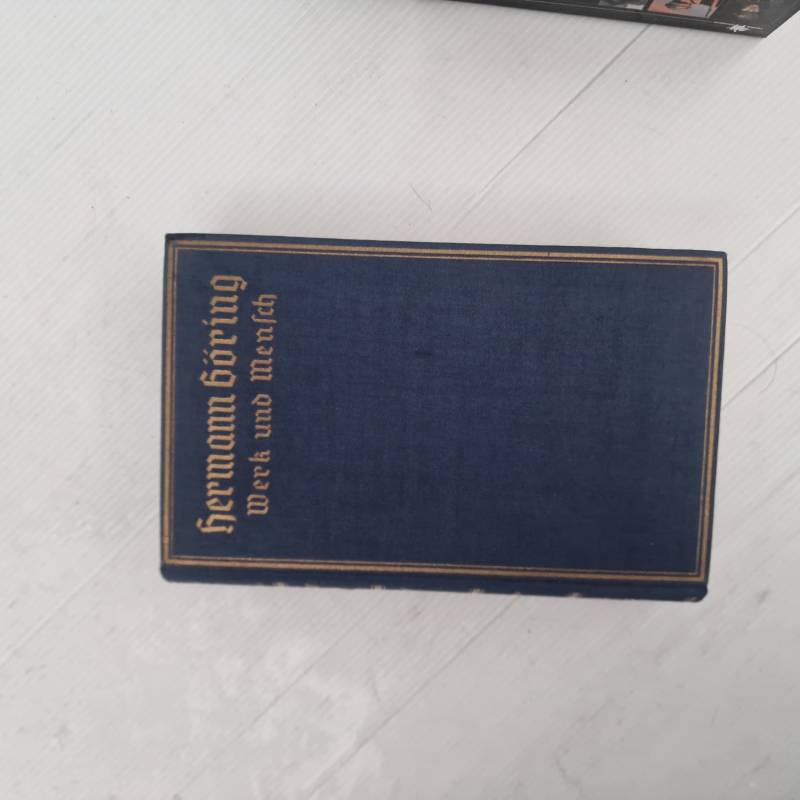 Hermann Göring
Werk und Mensch